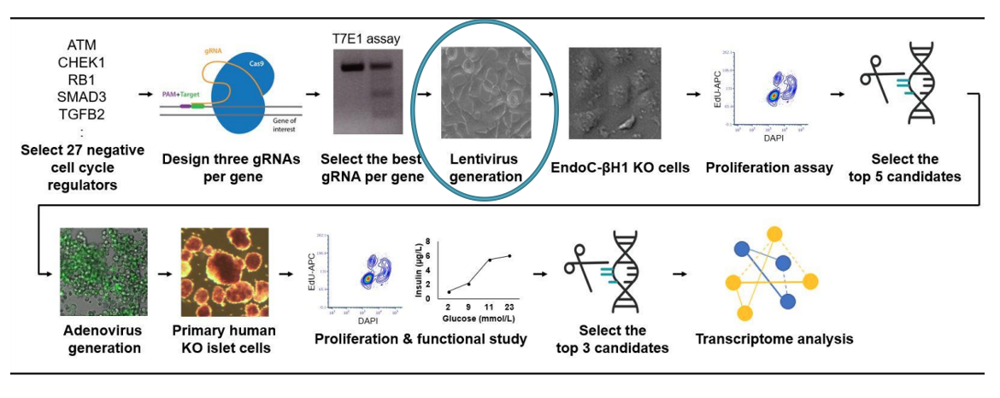 ATM
CHEK1
RB1
SMAD3
TGFB2
:
Select 27 negative
cell cycle
regulators
gRNA
Cas9
PAM+Target
Gene of
interest
Design three gRNAs
per gene
T7E1 assay
Select the best
gRNA per gene
Lentivirus
generation
EndoC-βH1 KO cells
EdU-APC
DAPI
Proliferation assay
Select the
top 5 candidates
Adenovirus
generation
Primary human
KO islet cells
EdU-APC
DAPI
Insulin (µg/L)
8
6
4
2
0
2 9 11 23
Glucose (mmol/L)
Proliferation & functional study
Select the
top 3 candidates
Transcriptome analysis